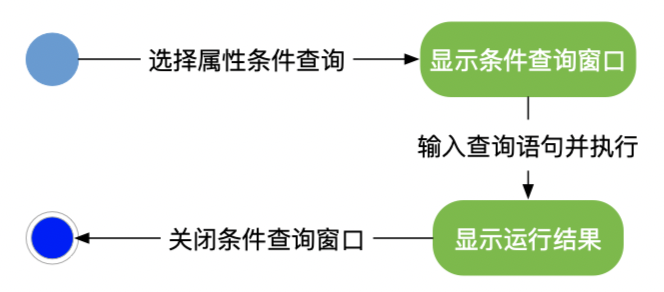 选择属性条件查询
显示条件查询窗口
输入查询语句并执行
显示运行结果
关闭条件查询窗口